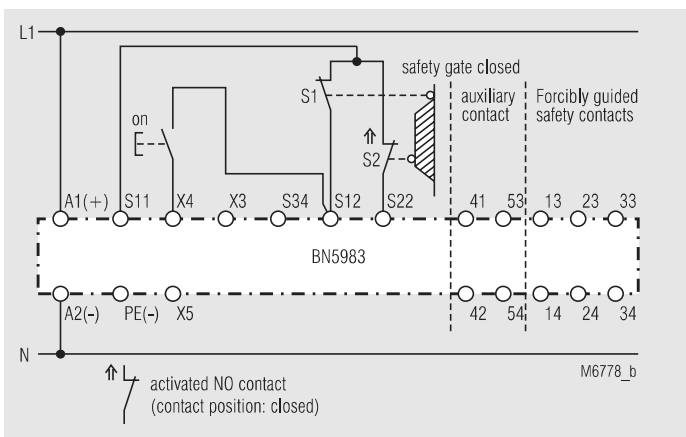 L1
safety gate closed
S1
auxiliary
contact
Forcibly guided
safety contacts
on
S2
A1(+) S11 X4 X3 S34 S12 S22 41 53 13 23 33
BN5983
A2(-) PE(-) X5 42 54 14 24 34
N
M6778_b
activated NO contact
(contact position: closed)